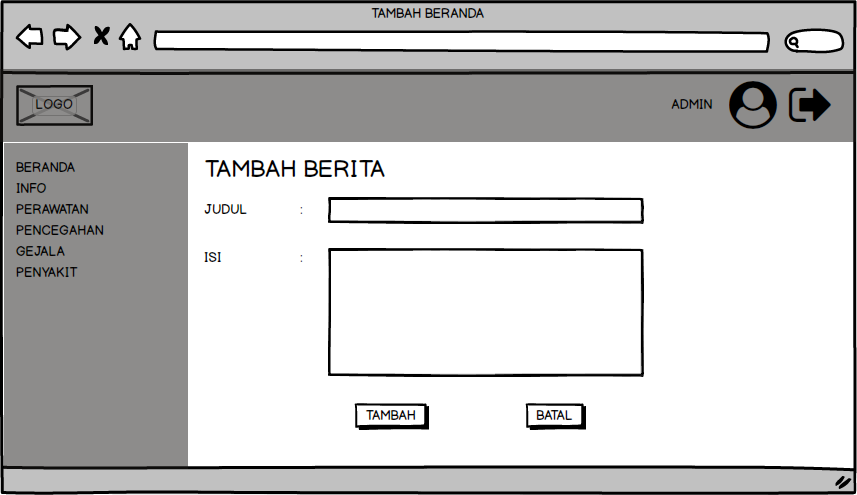 TAMBAH BERANDA
LOGO
ADMIN
BERANDA
INFO
PERAWATAN
PENCEGAHAN
GEJALA
PENYAKIT
TAMBAH BERITA
JUDUL :
ISI :
TAMBAH BATAL